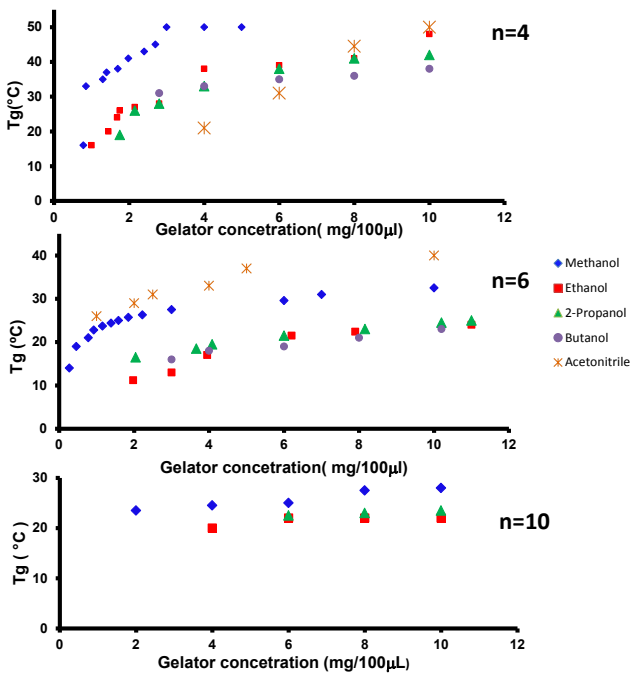 n=4
Tg(°C)
50
40
30
20
10
0
0 2 4 6 8 10 12
Gelator concetration( mg/100µl)
n=6
Tg (°C)
40
30
20
10
0
0 2 4 6 8 10 12
Gelator concetration( mg/100µl)
Methanol
Ethanol
2-Propanol
Butanol
Acetonitrile
n=10
Tg ( °C)
30
20
10
0
0 2 4 6 8 10 12
Gelator concetration (mg/100µL)